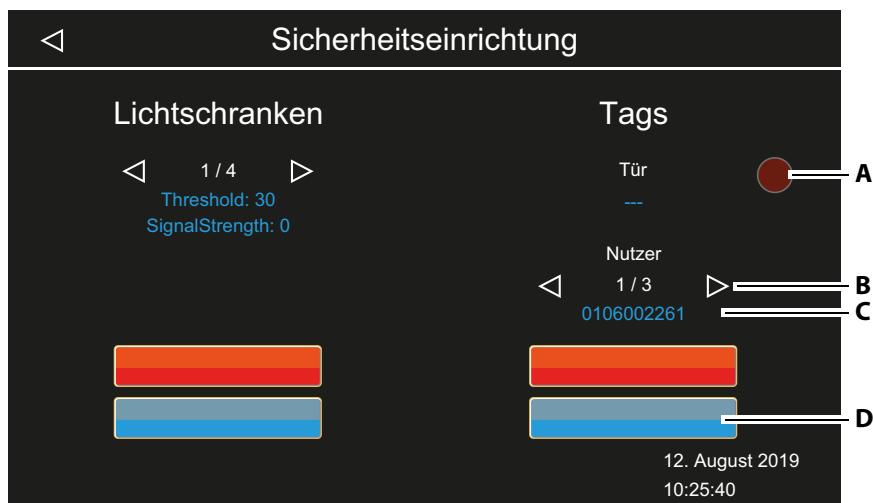 Sicherheitseinrichtung
Lichtschranken
1 / 4
Threshold: 30
SignalStrength: 0
Tags
Tür
---
Nutzer
1 / 3
0106002261
A
B
C
D
12. August 2019
10:25:40